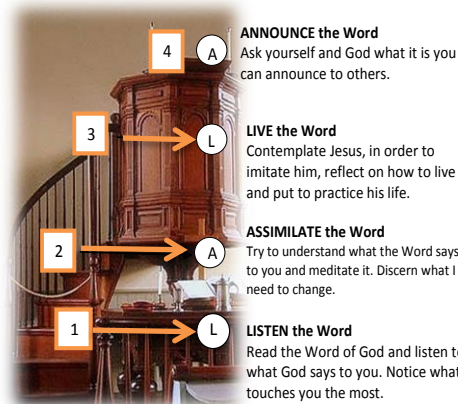 4 A ANNOUNCE the Word
Ask yourself and God what it is you
can announce to others.
3 L LIVE the Word
Contemplate Jesus, in order to
imitate him, reflect on how to live
and put to practice his life.
2 A ASSIMILATE the Word
Try to understand what the Word says
to you and meditate it. Discern what I
need to change.
1 L LISTEN the Word
Read the Word of God and listen to
what God says to you. Notice what
touches you the most.